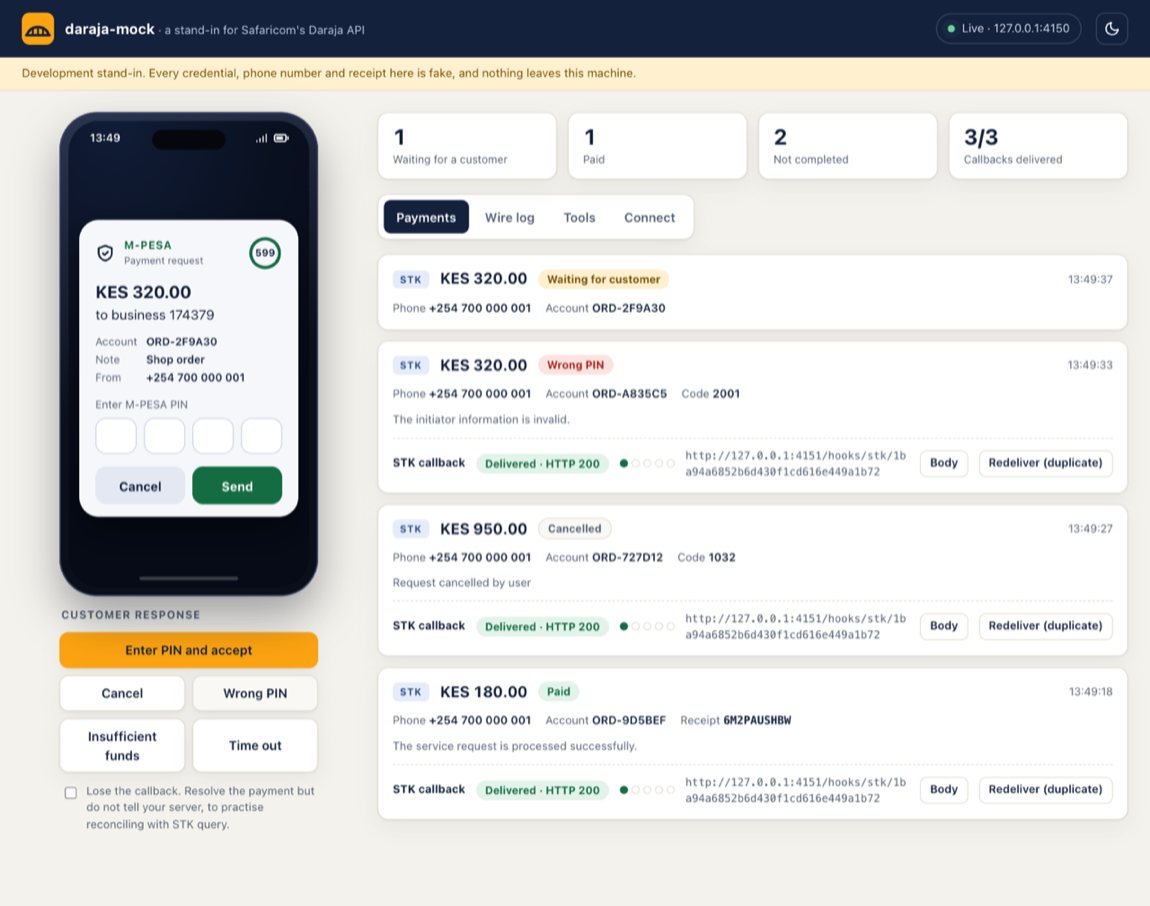 daraja-mock · a stand-in for Safaricom's Daraja API
Live · 127.0.0.1:4150
Development stand-in. Every credential, phone number and receipt here is fake, and nothing leaves this machine.
13:49
M-PESA
Payment request
599
KES 320.00
to business 174379
Account ORD-2F9A30
Note Shop order
From +254 700 000 001
Enter M-PESA PIN
Cancel
Send
CUSTOMER RESPONSE
Enter PIN and accept
Cancel
Wrong PIN
Insufficient
funds
Time out
Lose the callback. Resolve the payment but
do not tell your server, to practise
reconciling with STK query.
1
Waiting for a customer
1
Paid
2
Not completed
3/3
Callbacks delivered
Payments
Wire log
Tools
Connect
STK KES 320.00 Waiting for customer 13:49:37
Phone +254 700 000 001 Account ORD-2F9A30
STK KES 320.00 Wrong PIN 13:49:33
Phone +254 700 000 001 Account ORD-A835C5 Code 2001
The initiator information is invalid.
STK callback Delivered · HTTP 200
http://127.0.0.1:4151/hooks/stk/1b
a94a6852b6d430f1cd616e449a1b72
Body
Redeliver (duplicate)
STK KES 950.00 Cancelled 13:49:27
Phone +254 700 000 001 Account ORD-727D12 Code 1032
Request cancelled by user
STK callback Delivered · HTTP 200
http://127.0.0.1:4151/hooks/stk/1b
a94a6852b6d430f1cd616e449a1b72
Body
Redeliver (duplicate)
STK KES 180.00 Paid 13:49:18
Phone +254 700 000 001 Account ORD-9D5BEF Receipt 6M2PAUSHBW
The service request is processed successfully.
STK callback Delivered · HTTP 200
http://127.0.0.1:4151/hooks/stk/1b
a94a6852b6d430f1cd616e449a1b72
Body
Redeliver (duplicate)